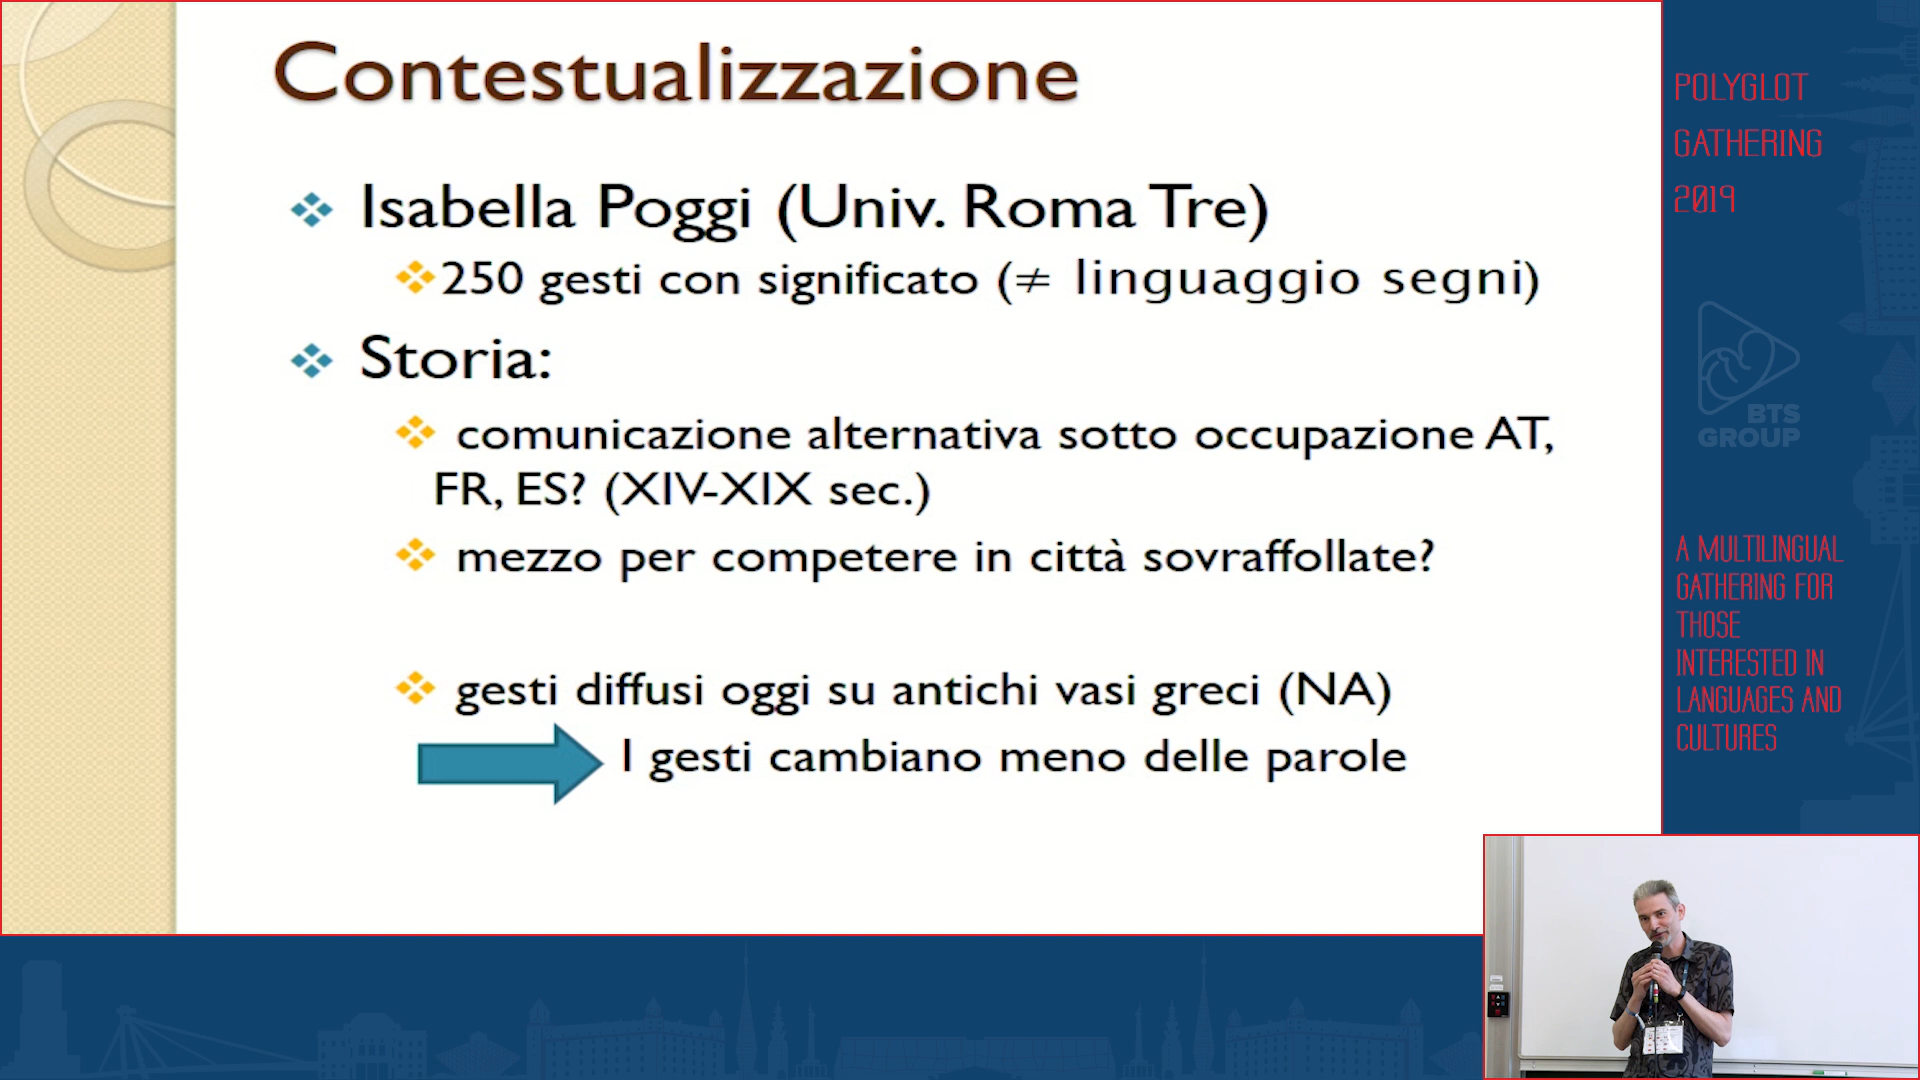 Contestualizzazione
Isabella Poggi (Univ. Roma Tre)
250 gesti con significato (≠ linguaggio segni)
Storia:
comunicazione alternativa sotto occupazione AT,
FR, ES? (XIV-XIX sec.)
mezzo per competere in città sovraffollate?
gesti diffusi oggi su antichi vasi greci (NA)
I gesti cambiano meno delle parole
POLYGLOT
GATHERING
2019
BTS
GROUP
A MULTILINGUAL
GATHERING FOR
THOSE
INTERESTED IN
LANGUAGES AND
CULTURES